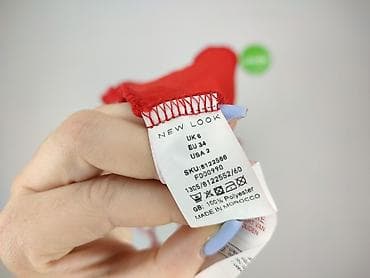 NEW LOOK
UK 6
EU 34
USA 2
SKU:8122598
F000990
1305/8122552/60
GB: 100% Polyester
MADE IN MOROCCO